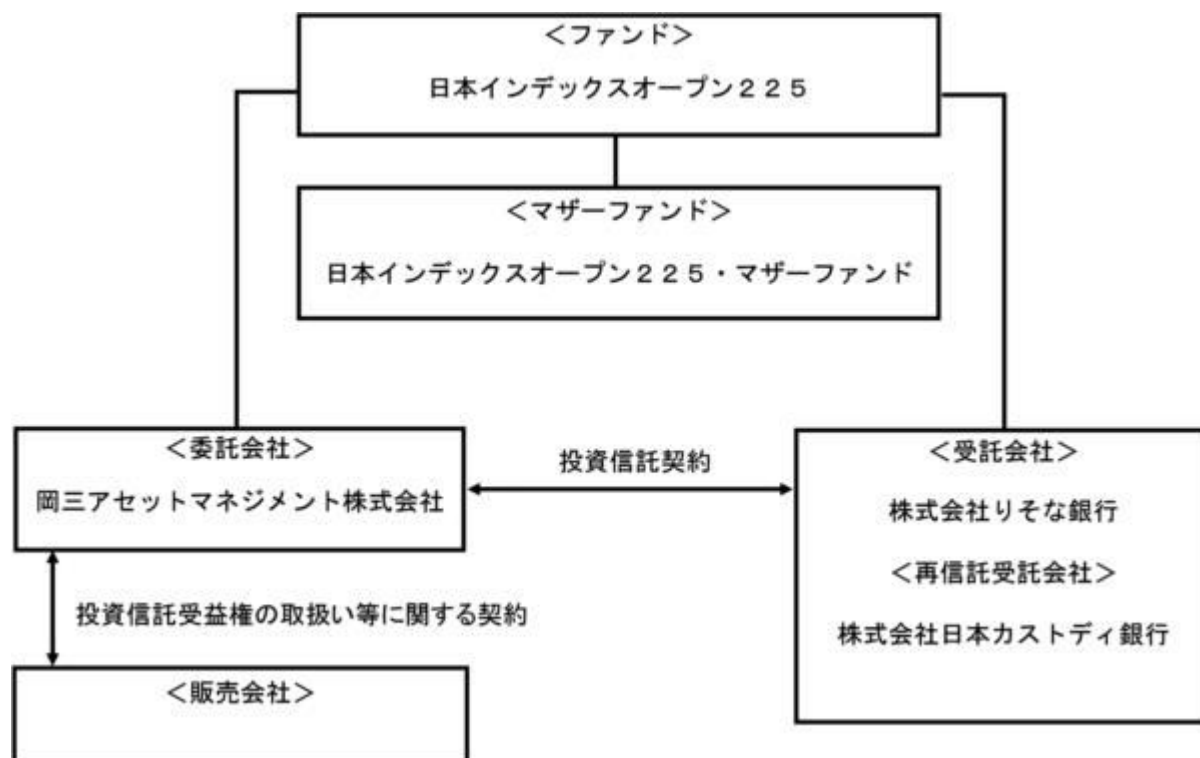 ＜ファンド＞
日本インデックスオープン２２５
＜マザーファンド＞
日本インデックスオープン２２５・マザーファンド
＜委託会社＞
岡三アセットマネジメント株式会社
投資信託契約
＜受託会社＞
株式会社りそな銀行
＜再信託受託会社＞
株式会社日本カストディ銀行
投資信託受益権の取扱い等に関する契約
＜販売会社＞